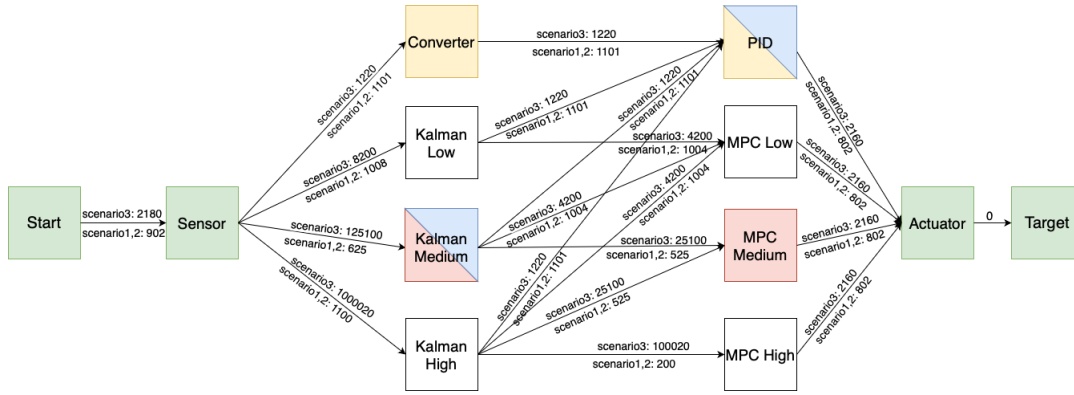 Start
scenario3: 2180
scenario1,2: 902
Sensor
scenario3: 1220
scenario1,2: 1101
scenario3: 8200
scenario1,2: 1008
scenario3: 125100
scenario1,2: 625
scenario3: 1000020
scenario1,2: 1100
Converter
Kalman
Low
Kalman
Medium
Kalman
High
scenario3: 1220
scenario1,2: 1101
scenario3: 1220
scenario1,2: 1101
scenario3: 4200
scenario1,2: 1004
scenario3: 1220
scenario1,2: 1101
scenario3: 4200
scenario1,2: 1004
scenario3: 25100
scenario1,2: 525
scenario3: 1220
scenario1,2: 1101
scenario3: 4200
scenario1,2: 1004
scenario3: 25100
scenario1,2: 525
scenario3: 100020
scenario1,2: 200
PID
MPC Low
MPC
Medium
MPC High
scenario3: 2160
scenario1,2: 802
scenario3: 2160
scenario1,2: 802
scenario3: 2160
scenario1,2: 802
scenario3: 2160
scenario1,2: 802
Actuator
0
Target